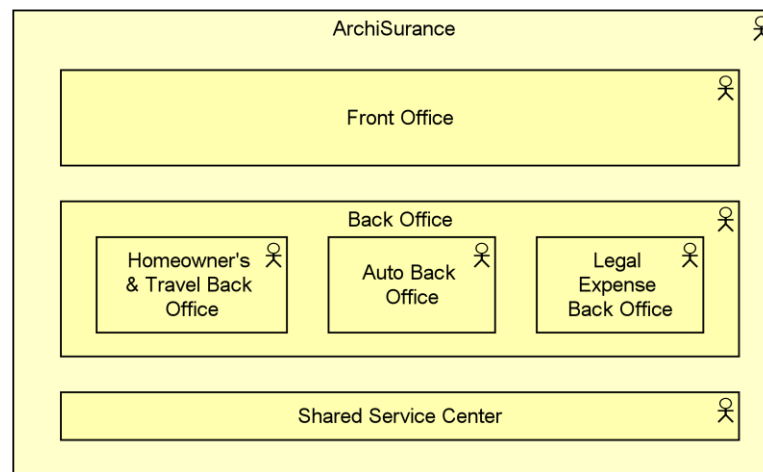 ArchiSurance
Front Office
Back Office
Homeowner's
& Travel Back
Office
Auto Back
Office
Legal
Expense
Back Office
Shared Service Center